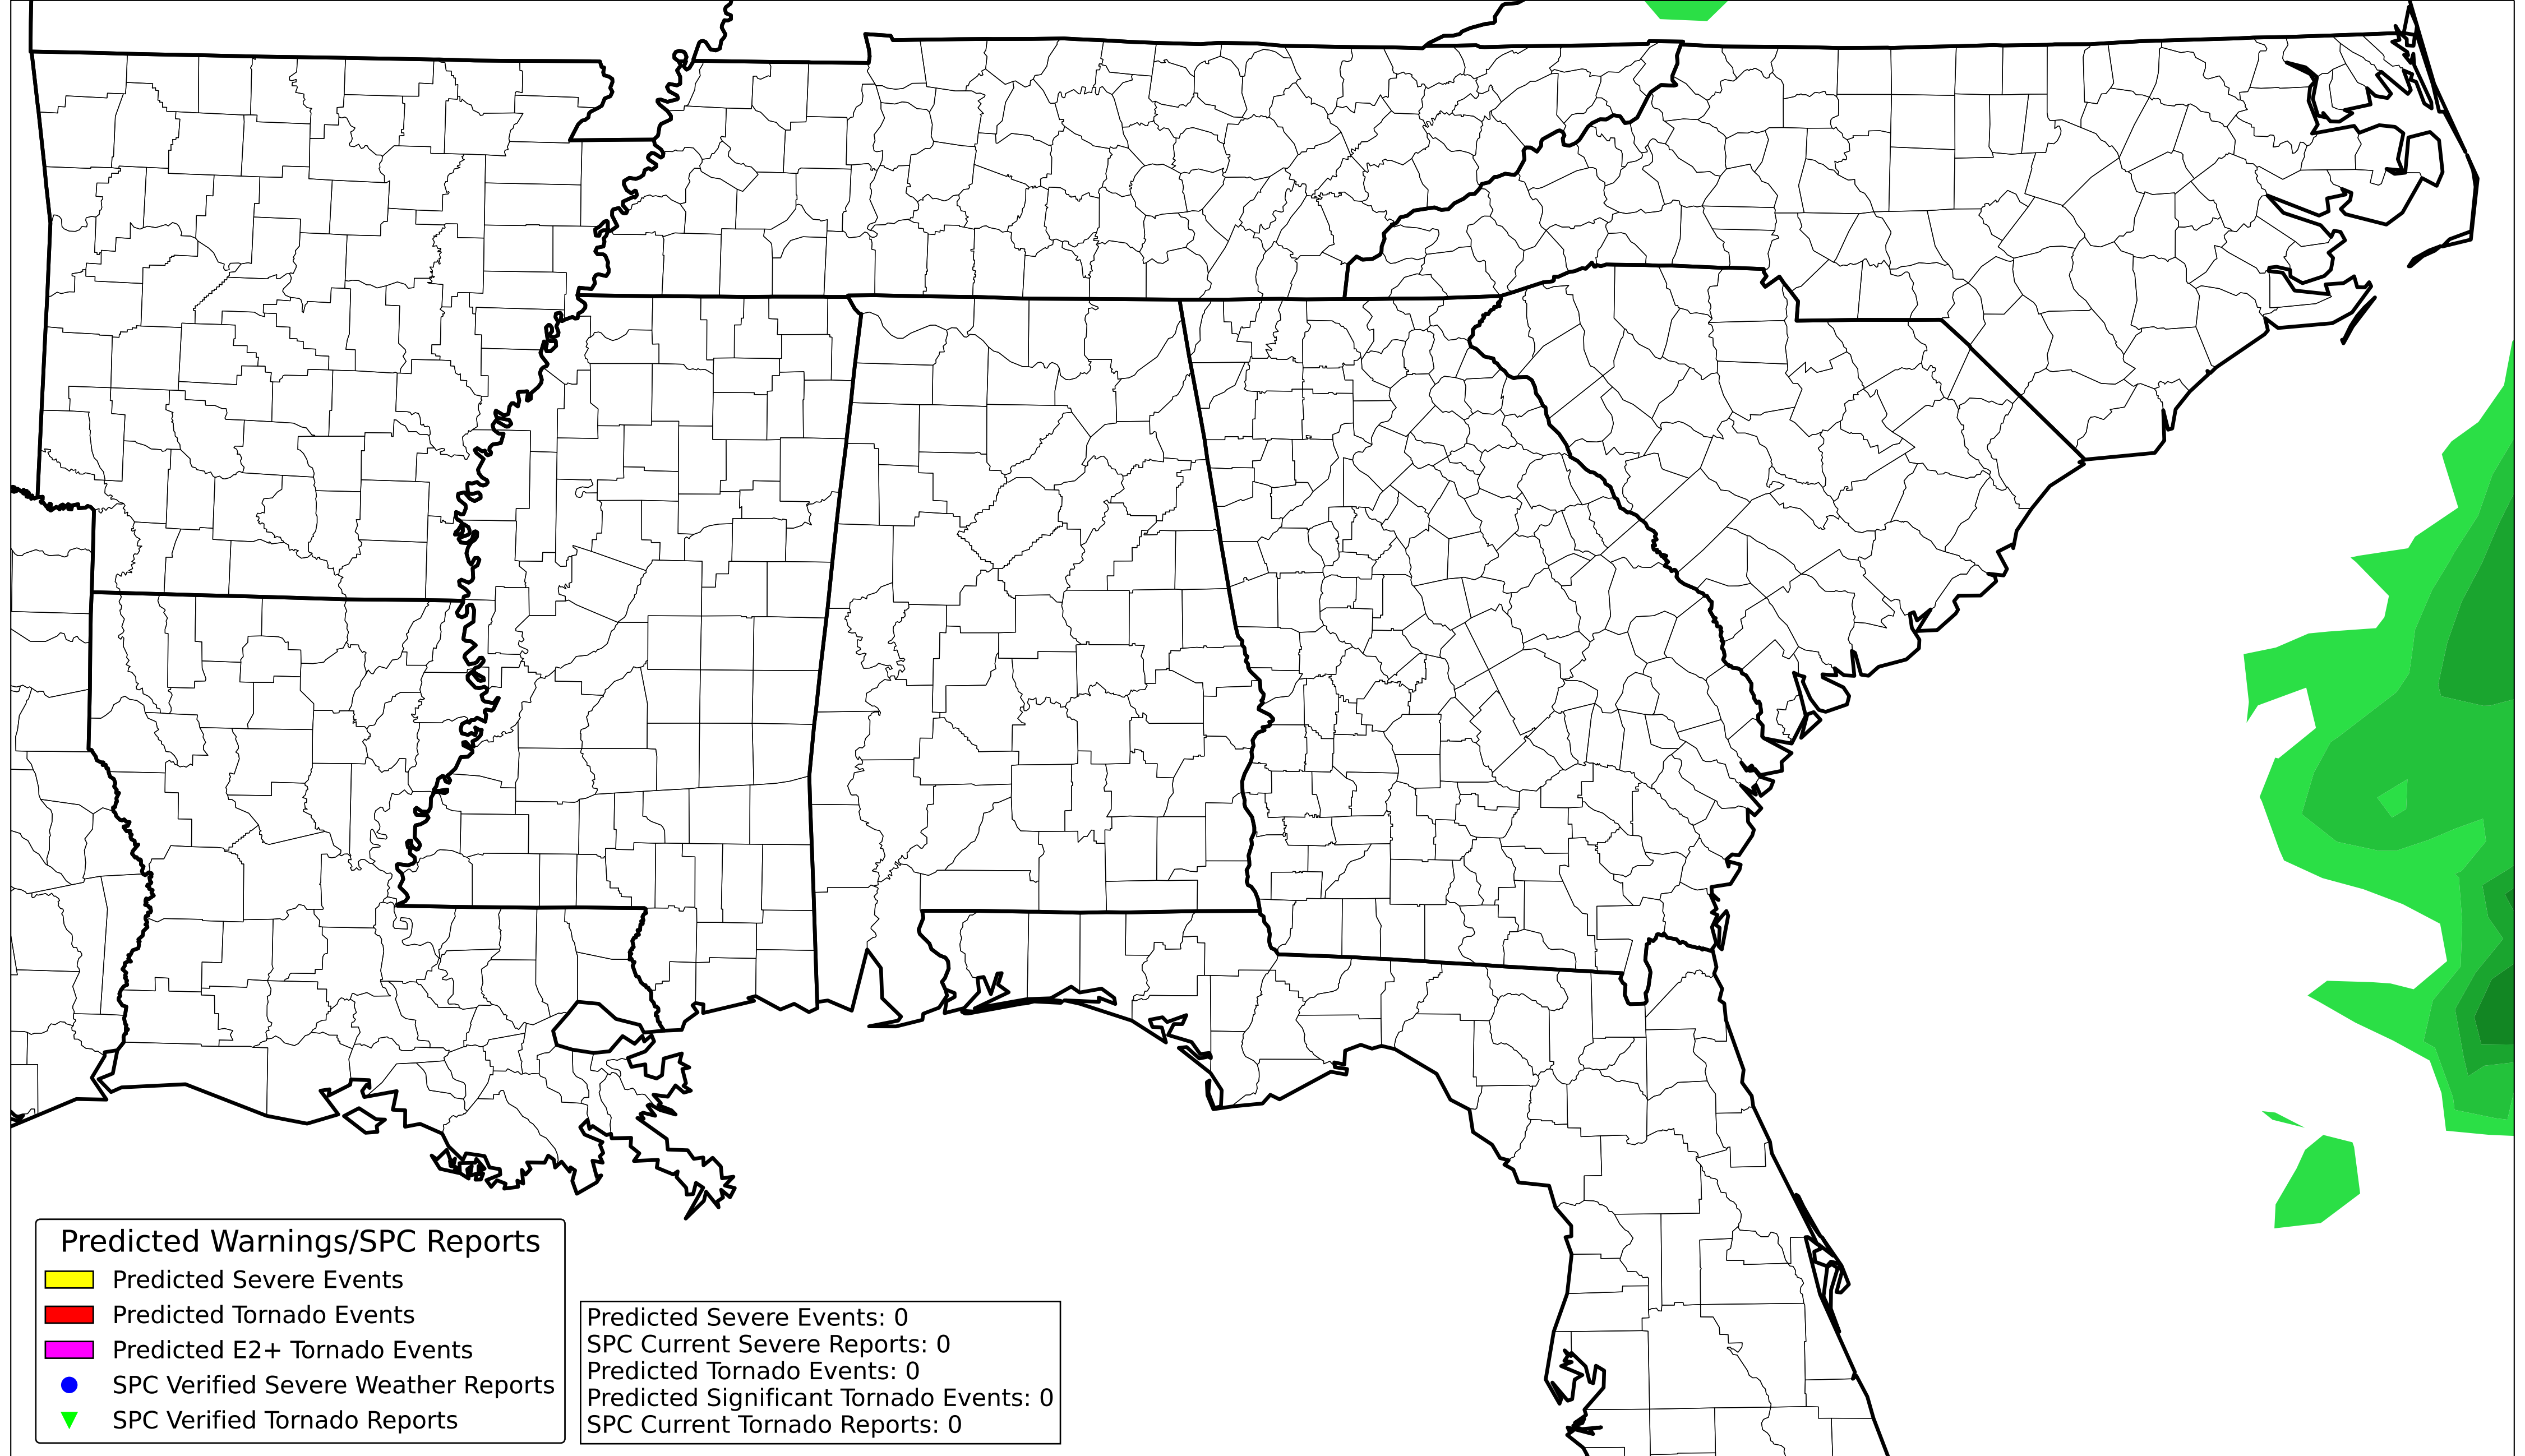 Predicted Warnings/SPC Reports
Predicted Severe Events
Predicted Tornado Events
Predicted E2+ Tornado Events
SPC Verified Severe Weather Reports
SPC Verified Tornado Reports
Predicted Severe Events: 0
SPC Current Severe Reports: 0
Predicted Tornado Events: 0
Predicted Significant Tornado Events: 0
SPC Current Tornado Reports: 0